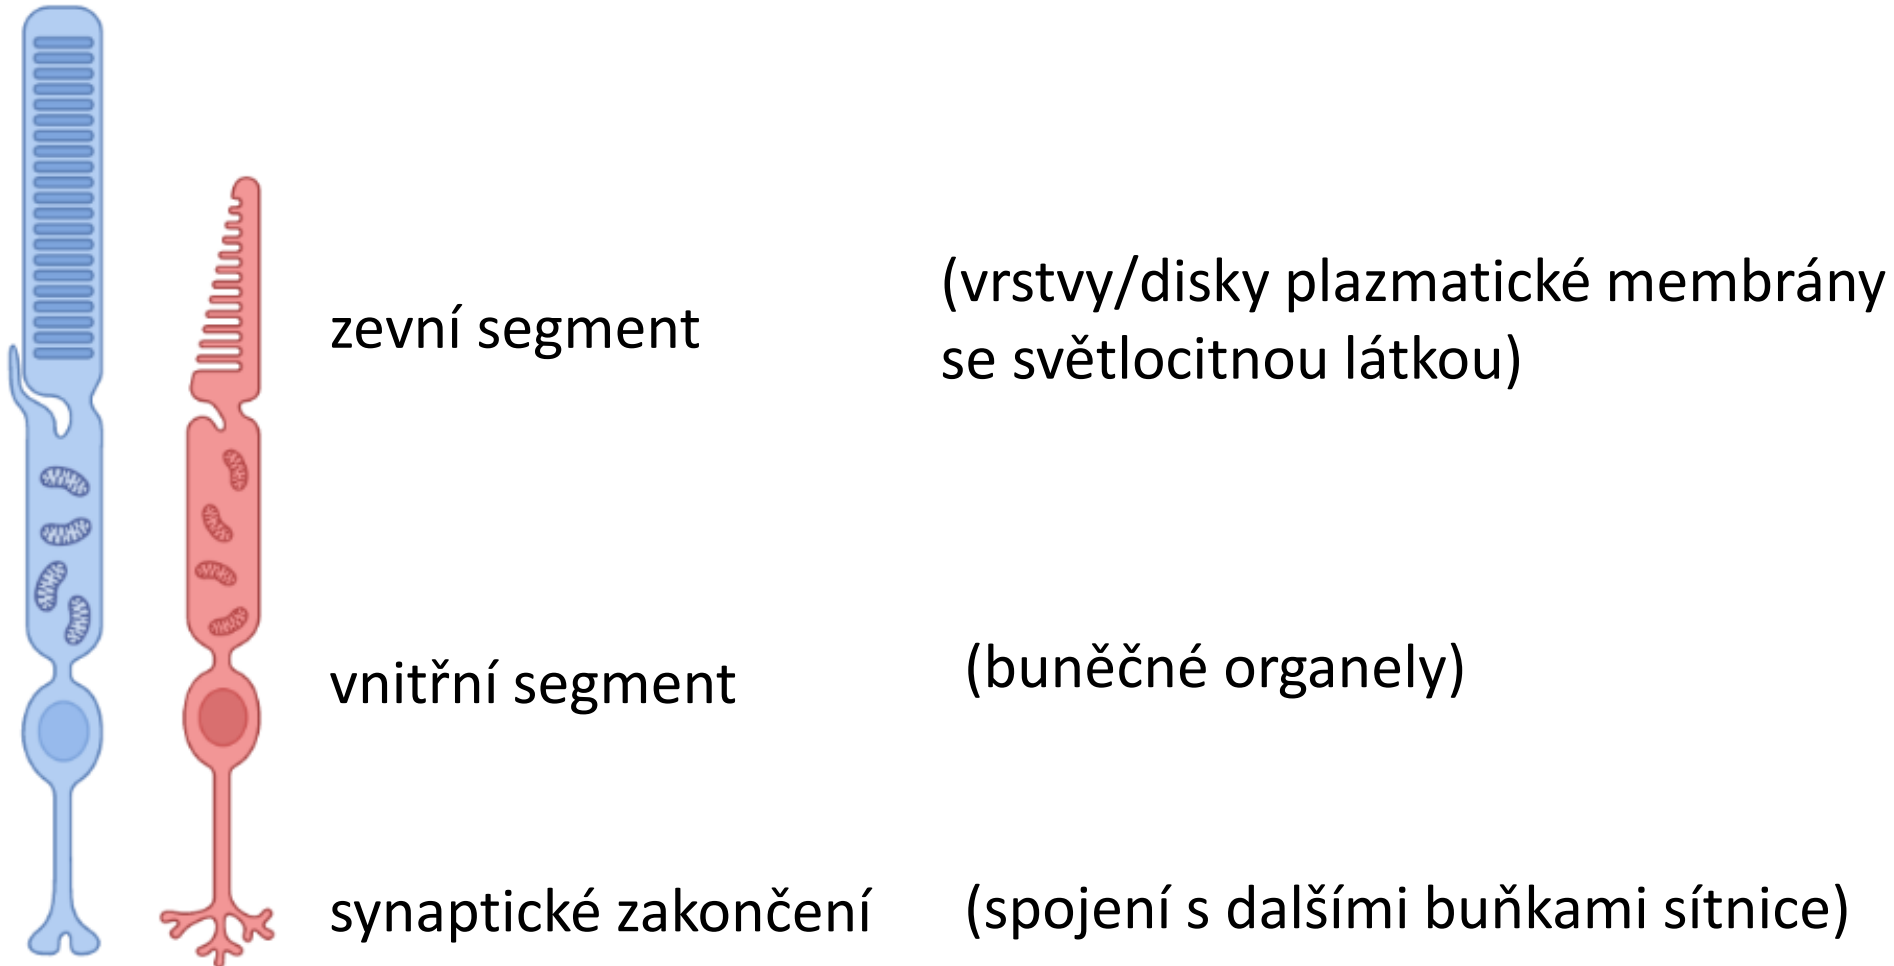 zevní segment
(vrstvy/disky plazmatické membrány
se světlocitnou látkou)
vnitřní segment
(buněčné organely)
synaptické zakončení
(spojení s dalšími buňkami sítnice)